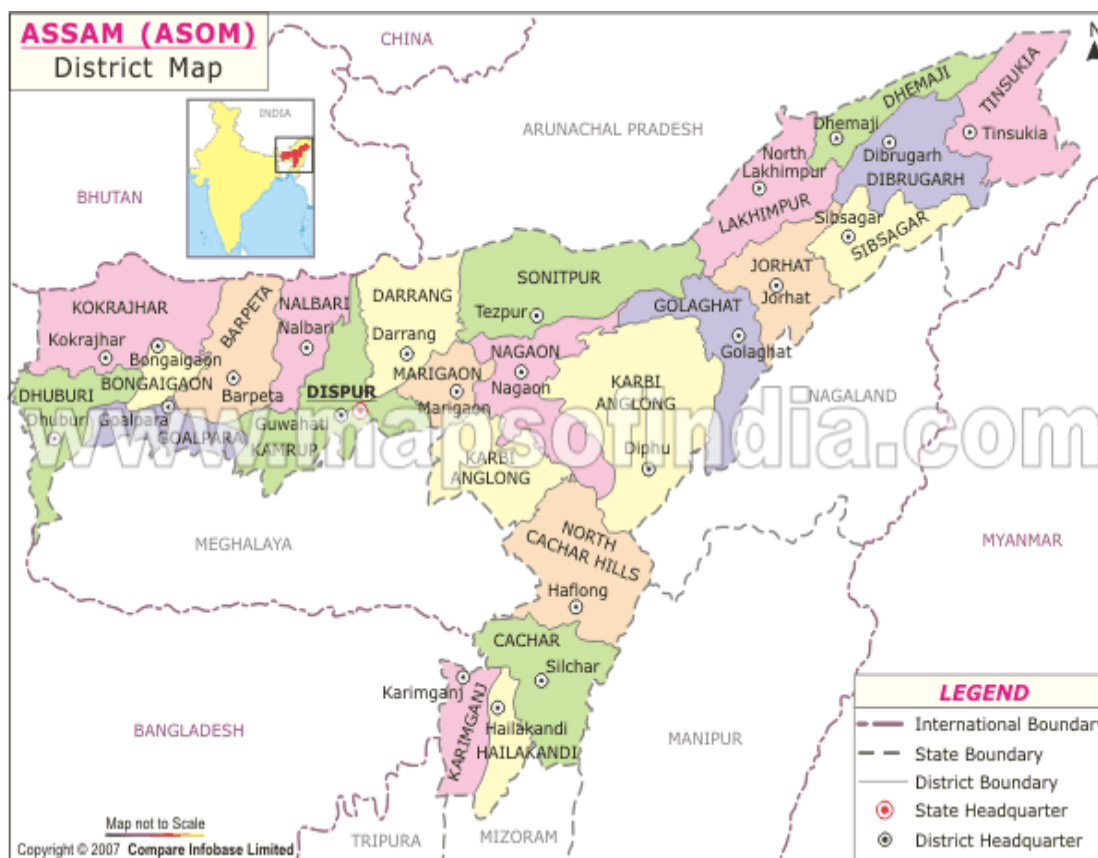 ASSAM (ASOM)
District Map
INDIA
N
CHINA
ARUNACHAL PRADESH
BHUTAN
DHEMAJI
Dhemaji
TINSUKIA
Tinsukia
North
Lakhimpur
LAKHIMPUR
Dibrugarh
DIBRUGARH
Sibsagar
SIBSAGAR
JORHAT
Jorhat
SONITPUR
Tezpur
GOLAGHAT
Golaghat
KOKRAJHAR
Kokrajhar
BARPETA
Barpeta
NALBARI
Nalbari
DARRANG
Darrang
Bongaigaon
BONGAIGAON
NAGAON
Nagaon
MARIGAON
Marigaon
KARBI
ANGLONG
Diphu
DHUBURI
Dhuburi
Goalpara
GOALPARA
DISPUR
Guwahati
KAMRUP
KARBI
ANGLONG
www.mapsofindia.com
NAGALAND
MEGHALAYA
NORTH
CACHAR HILLS
Haflong
MYANMAR
CACHAR
Silchar
Karimganj
KARIMGANJ
Hailakandi
HAILAKANDI
BANGLADESH
MANIPUR
TRIPURA
MIZORAM
LEGEND
International Boundary
State Boundary
District Boundary
State Headquarter
District Headquarter
Map not to Scale
Copyright © 2007 Compare Infobase Limited